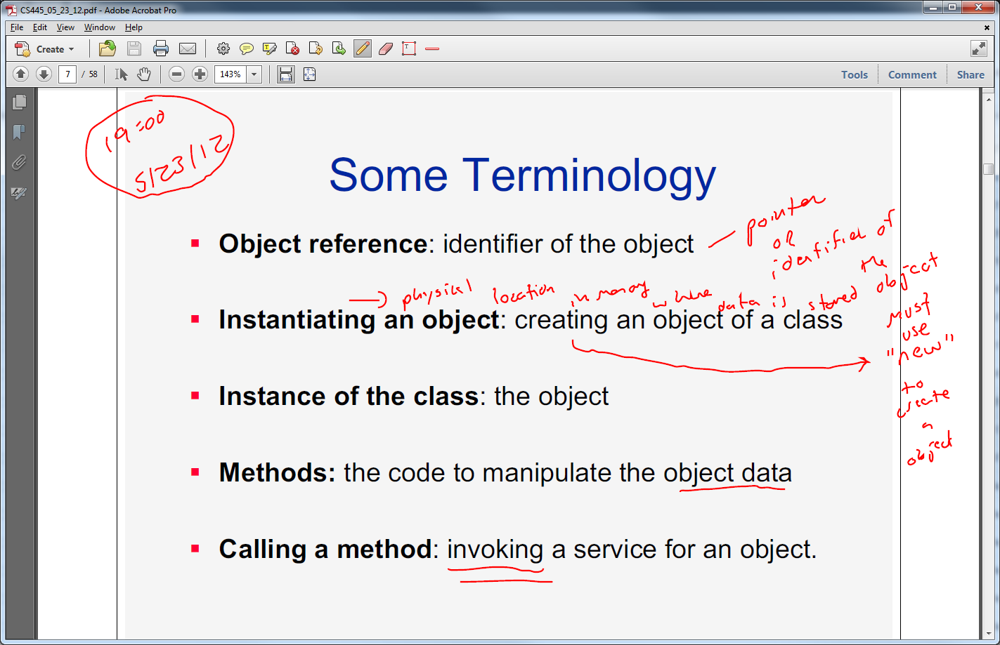 CS445_05_23_12.pdf - Adobe Acrobat Pro
File Edit View Window Help
Create
7 / 58 143% Tools Comment Share
19:00
5/23/12
Some Terminology
Object reference: identifier of the object
pointer
or
identified of
the
object
physical location in memory where data is stored
Instantiating an object: creating an object of a class
must
use
"new"
to
create
a
object
Instance of the class: the object
Methods: the code to manipulate the object data
Calling a method: invoking a service for an object.